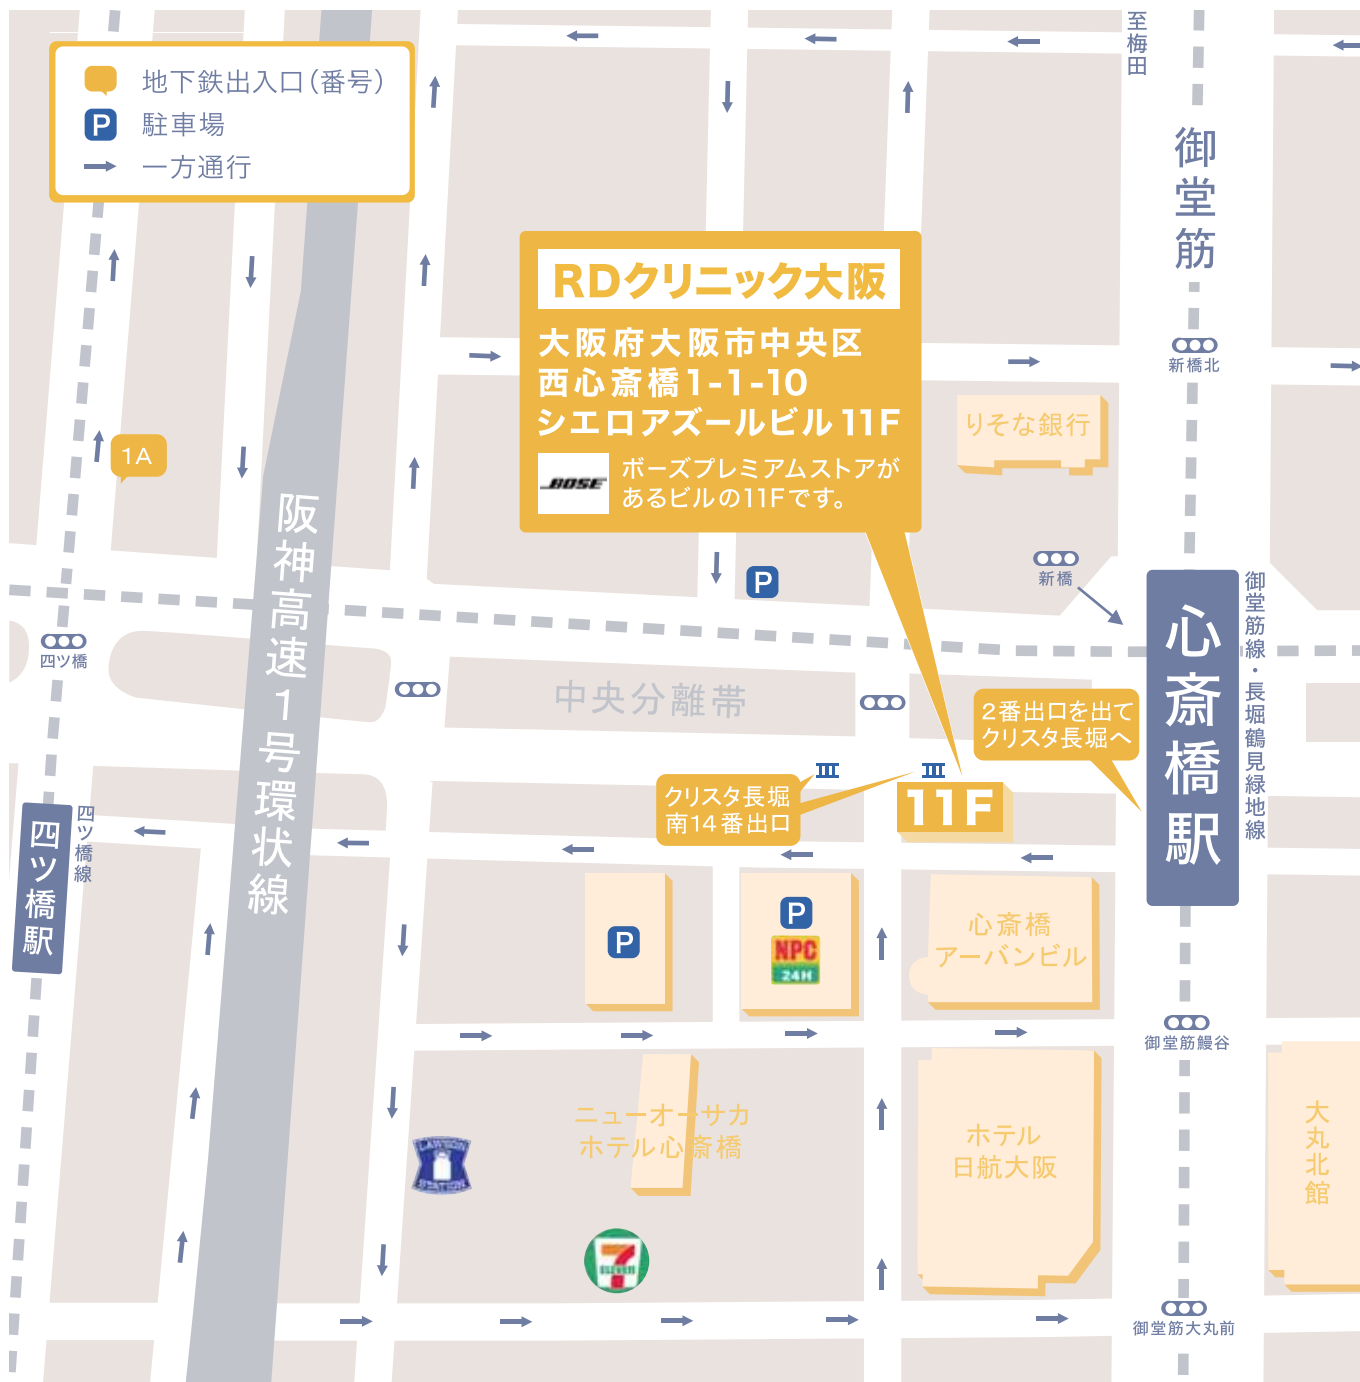 地下鉄出入口(番号)
P 駐車場
一方通行
至梅田
御堂筋
RDクリニック大阪
大阪府大阪市中央区
西心斎橋1-1-10
シエロアズールビル11F
BOSE
ボーズプレミアムストアが
あるビルの11Fです。
新橋北
りそな銀行
1A
阪神高速1号環状線
新橋
P
心斎橋駅
御堂筋線・長堀鶴見緑地線
四ツ橋
中央分離帯
2番出口を出て
クリスタ長堀へ
クリスタ長堀
南14番出口
11F
四ツ橋駅
四ツ橋線
P
P
NPC
24H
心斎橋
アーバンビル
御堂筋鰻谷
ニューオーサカ
ホテル心斎橋
ホテル
日航大阪
大丸北館
LAWSON
STATION
7
ELEVEN
御堂筋大丸前